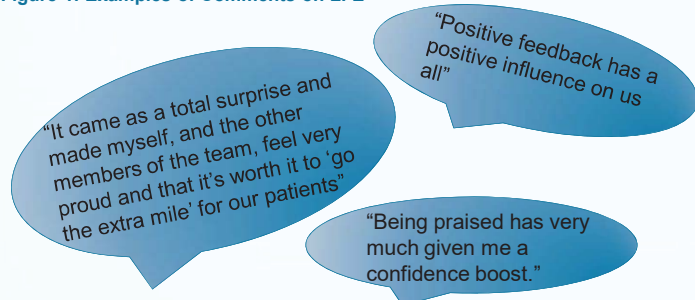 “It came as a total surprise and
made myself, and the other
members of the team, feel very
proud and that it’s worth it to ‘go
the extra mile’ for our patients”
“Positive feedback has a
positive influence on us
all”
“Being praised has very
much given me a
confidence boost.”